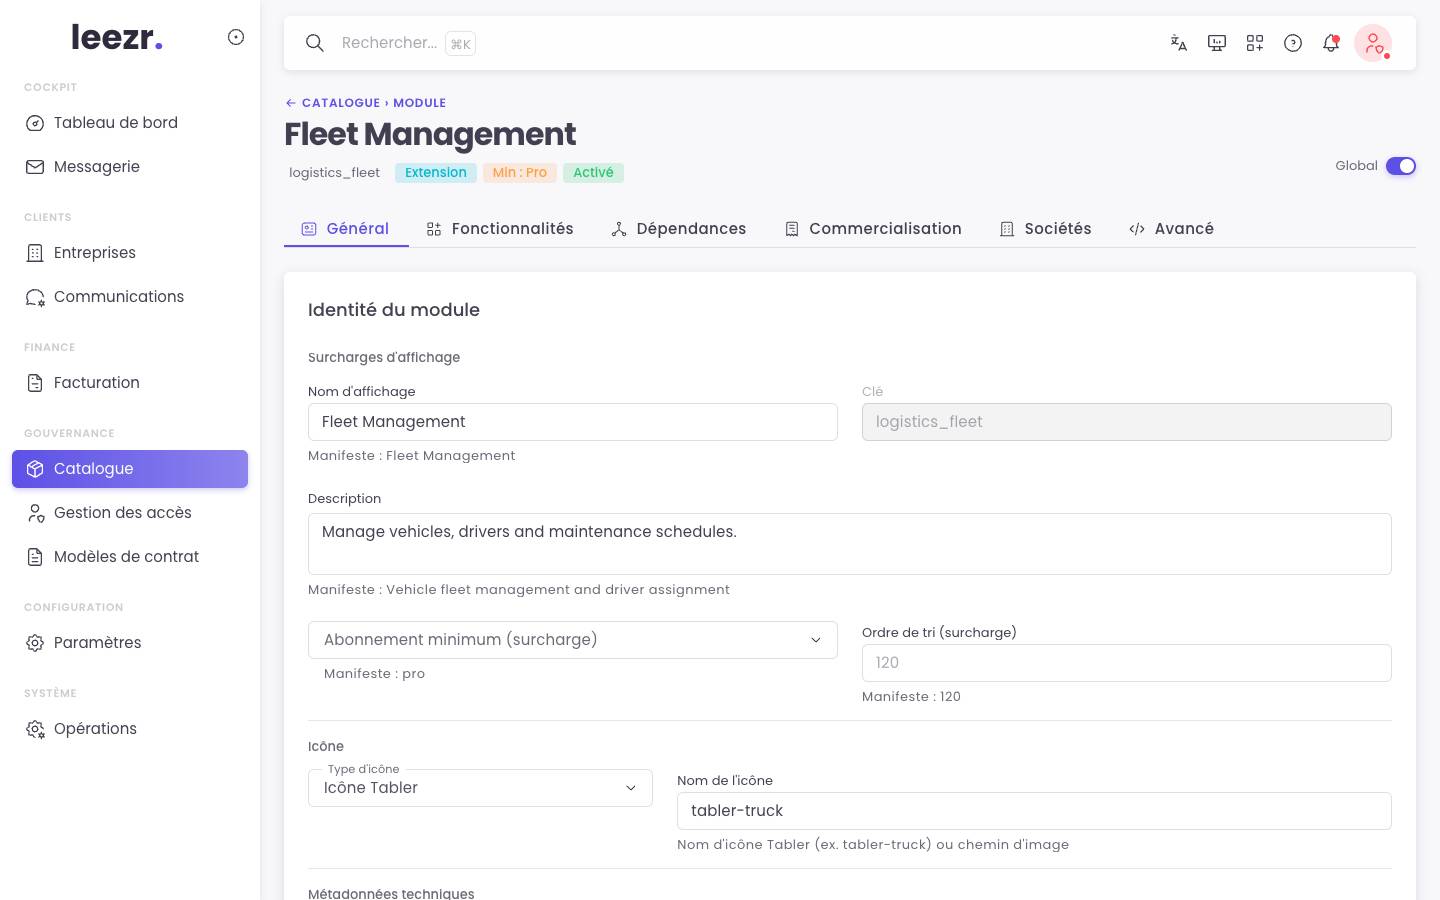 leezr.
COCKPIT
Tableau de bord
Messagerie
CLIENTS
Entreprises
Communications
FINANCE
Facturation
GOUVERNANCE
Catalogue
Gestion des accès
Modèles de contrat
CONFIGURATION
Paramètres
SYSTÈME
Opérations
Rechercher... ⌘K
← CATALOGUE › MODULE
Fleet Management
logistics_fleet Extension Min : Pro Activé
Global
Général Fonctionnalités Dépendances Commercialisation Sociétés Avancé
Identité du module
Surcharges d'affichage
Nom d'affichage
Fleet Management
Manifeste : Fleet Management
Clé
logistics_fleet
Description
Manage vehicles, drivers and maintenance schedules.
Manifeste : Vehicle fleet management and driver assignment
Abonnement minimum (surcharge)
Manifeste : pro
Ordre de tri (surcharge)
120
Manifeste : 120
Icône
Type d'icône
Icône Tabler
Nom de l'icône
tabler-truck
Nom d'icône Tabler (ex. tabler-truck) ou chemin d'image
Métadonnées techniques